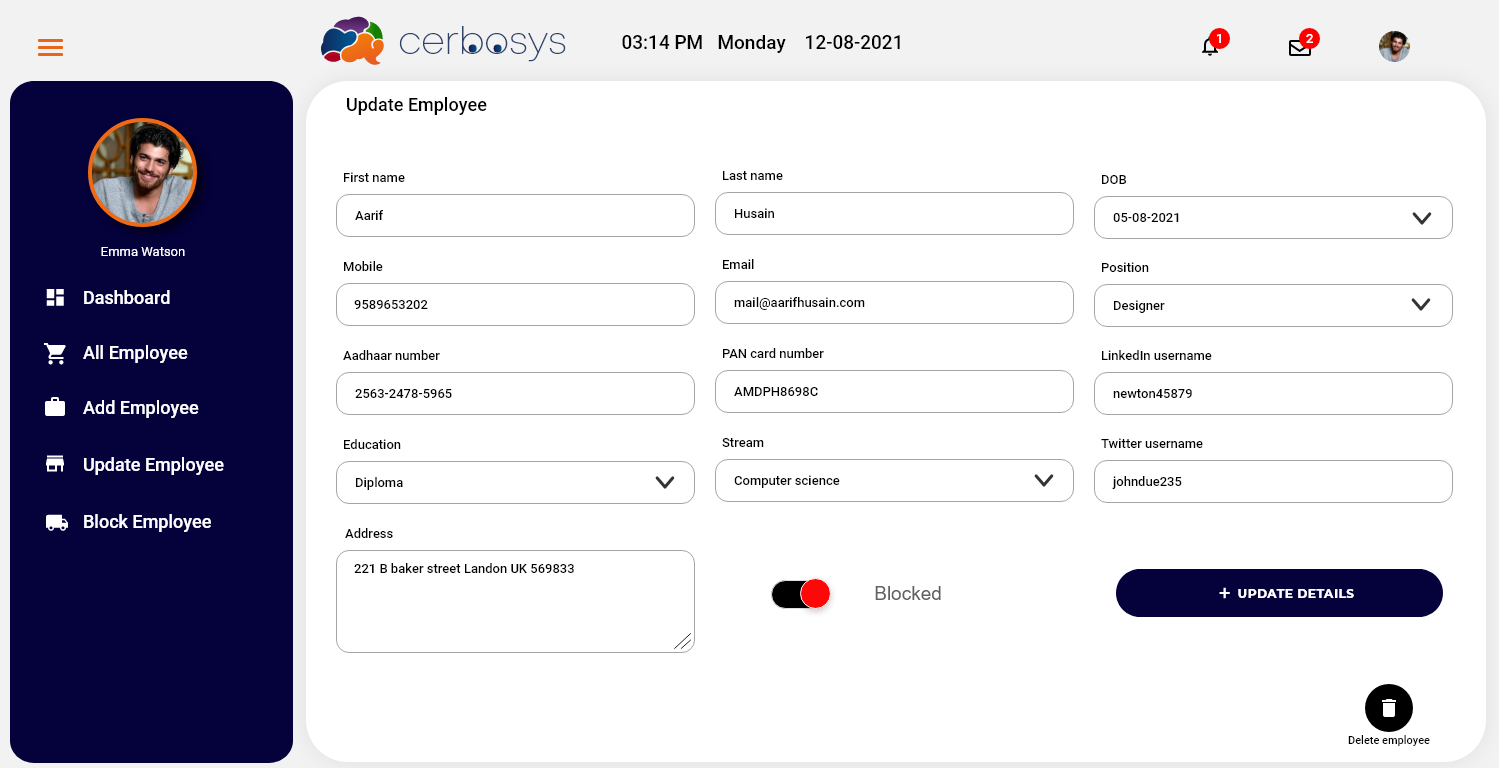 cerbosys
03:14 PM Monday 12-08-2021
1
2
Emma Watson
Dashboard
All Employee
Add Employee
Update Employee
Block Employee
Update Employee
First name
Aarif
Last name
Husain
DOB
05-08-2021
Mobile
9589653202
Email
mail@aarifhusain.com
Position
Designer
Aadhaar number
2563-2478-5965
PAN card number
AMDPH8698C
LinkedIn username
newton45879
Education
Diploma
Stream
Computer science
Twitter username
johndue235
Address
221 B baker street Landon UK 569833
Blocked
+ UPDATE DETAILS
Delete employee